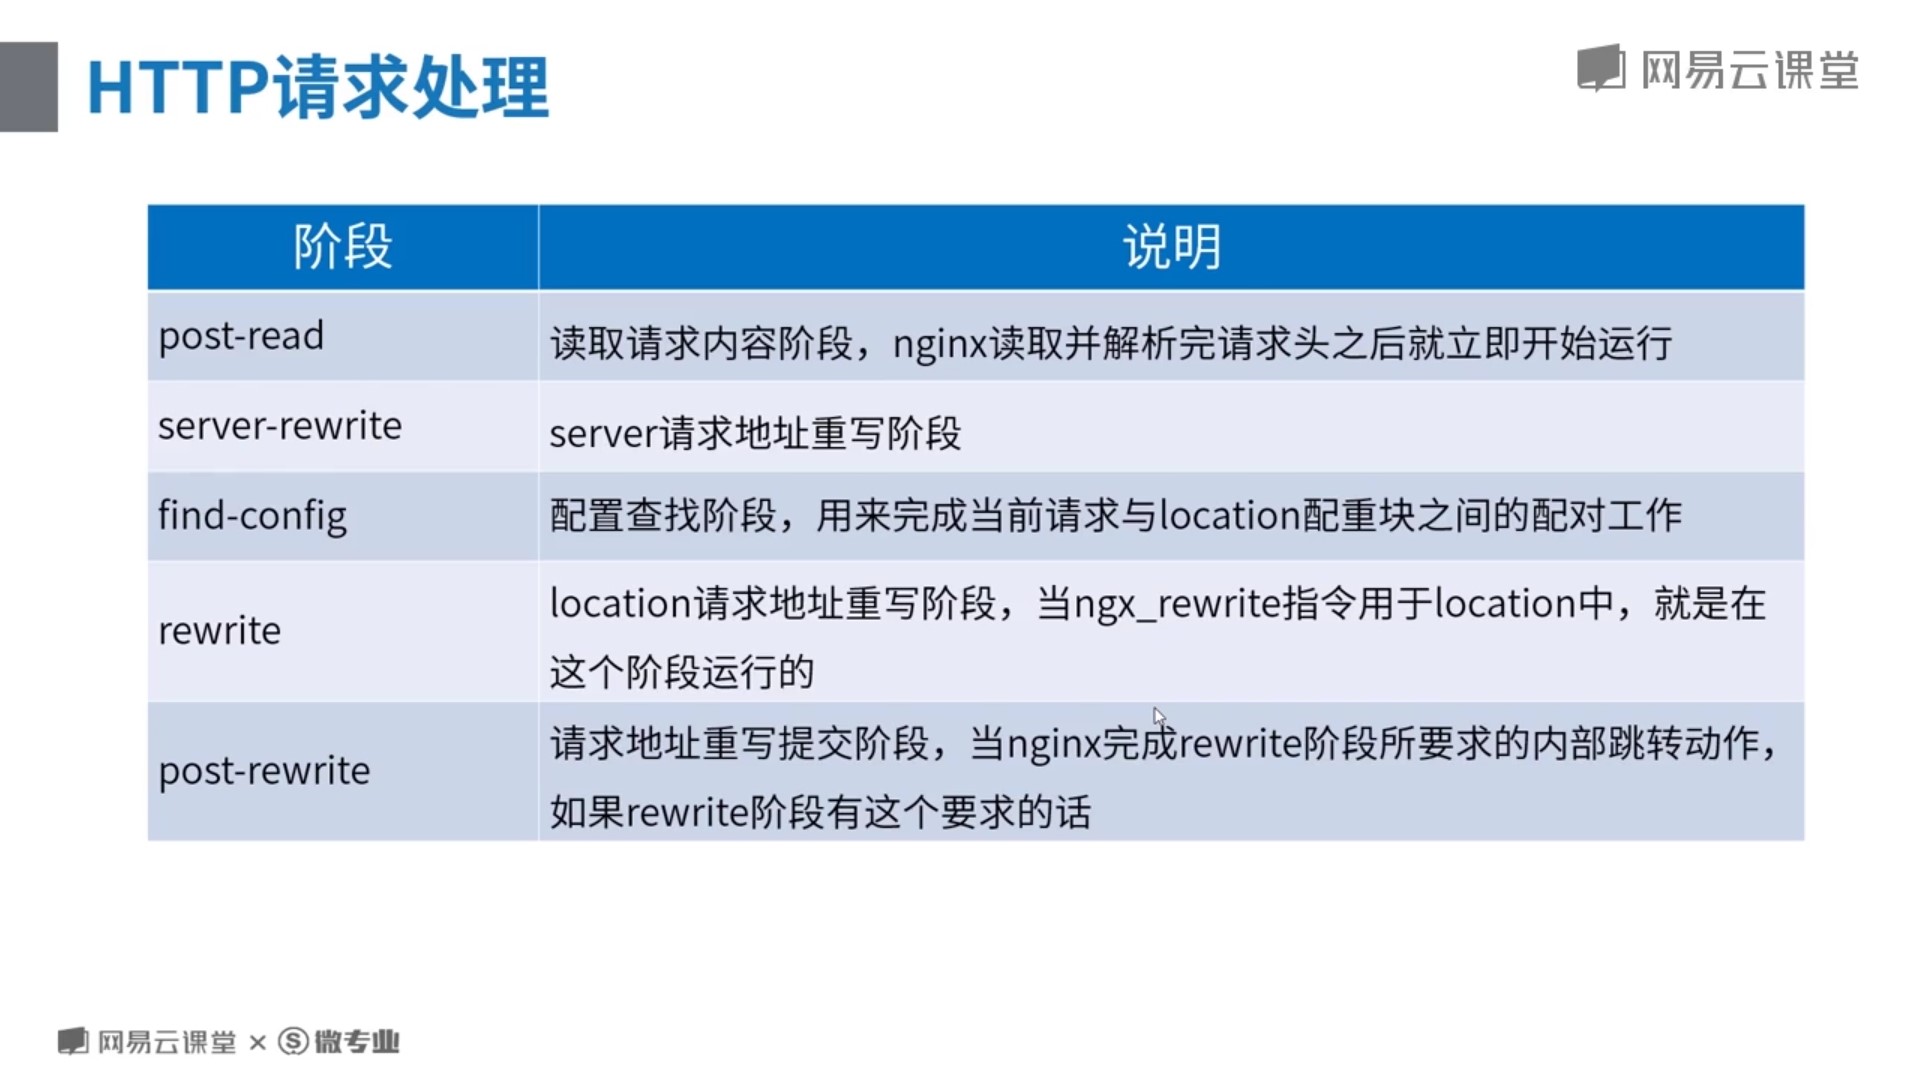 HTTP请求处理
网易云课堂
阶段 说明
post-read 读取请求内容阶段，nginx读取并解析完请求头之后就立即开始运行
server-rewrite server请求地址重写阶段
find-config 配置查找阶段，用来完成当前请求与location配重块之间的配对工作
rewrite location请求地址重写阶段，当ngx_rewrite指令用于location中，就是在
这个阶段运行的
post-rewrite 请求地址重写提交阶段，当nginx完成rewrite阶段所要求的内部跳转动作，
如果rewrite阶段有这个要求的话
网易云课堂 × S 微专业